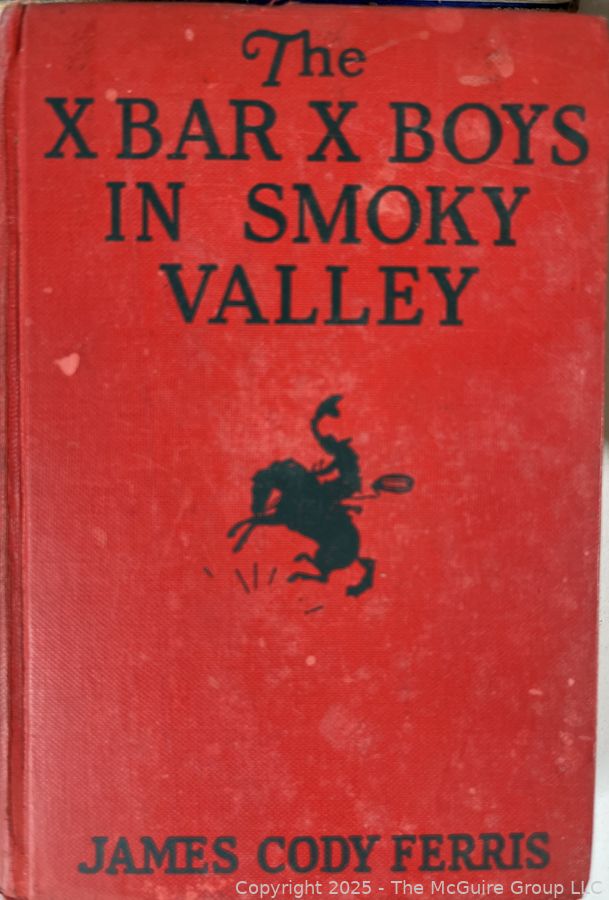 The
X BAR X BOYS
IN SMOKY
VALLEY
JAMES CODY FERRIS
Copyright 2025 - The McGuire Group LLC